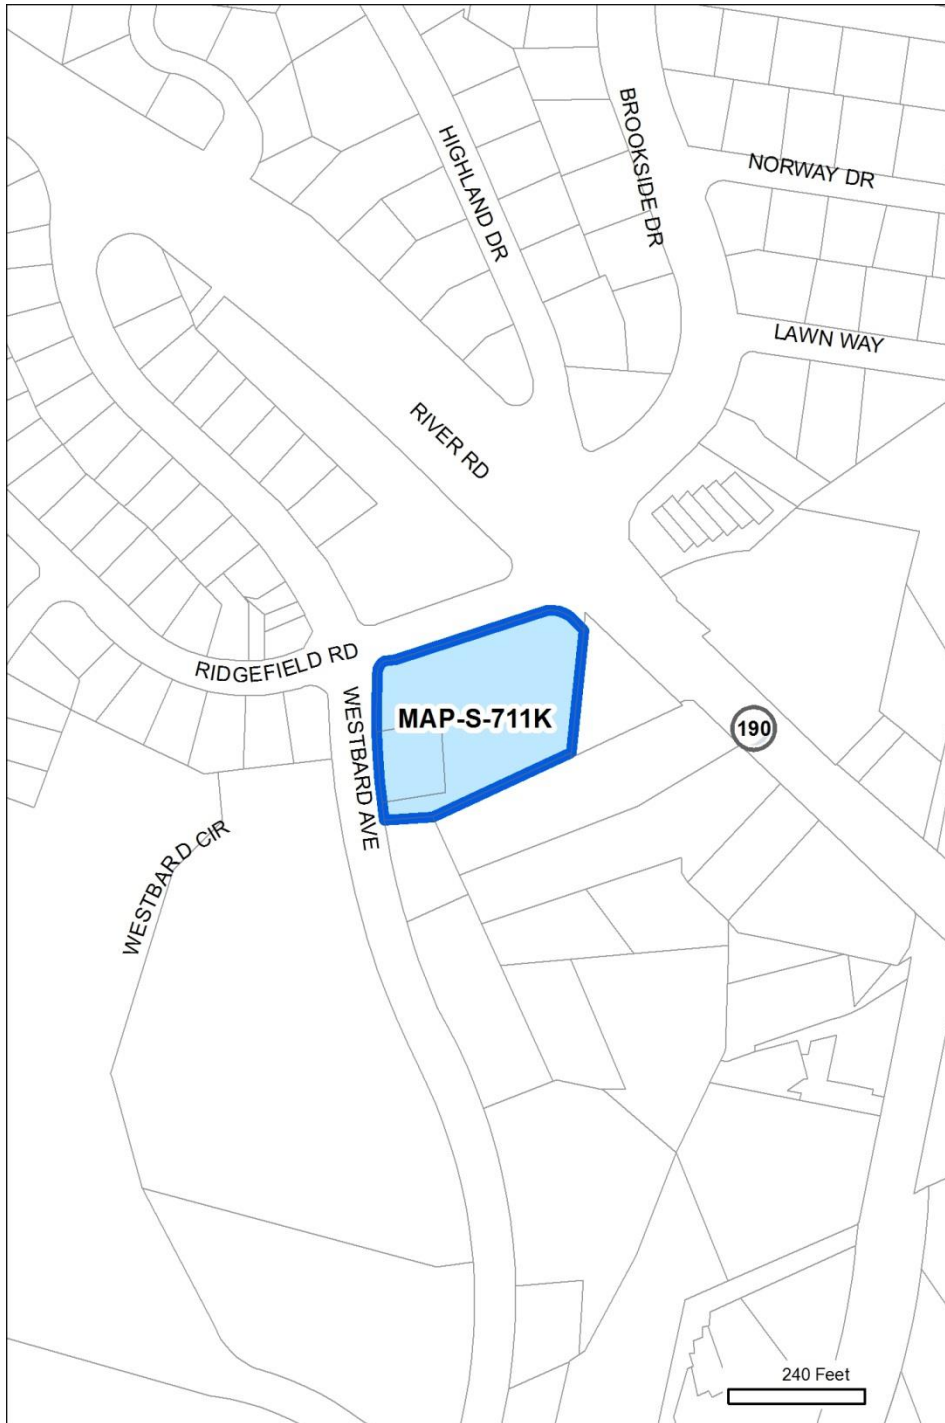 HIGHLAND DR
BROOKSIDE DR
NORWAY DR
LAWN WAY
RIVER RD
RIDGEFIELD RD
WESTBARD AVE
MAP-S-711K
190
WESTBARD CIR
240 Feet